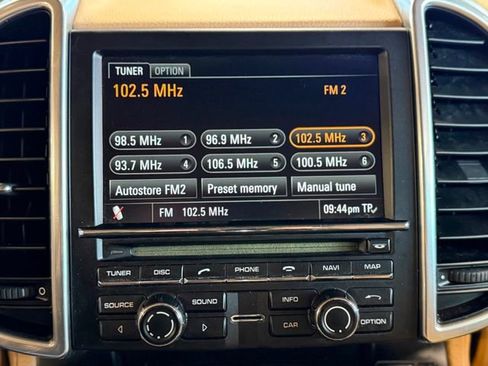 TUNER OPTION
102.5 MHz FM 2
98.5 MHz 1 96.9 MHz 2 102.5 MHz 3
93.7 MHz 4 106.5 MHz 5 100.5 MHz 6
Autostore FM2 Preset memory Manual tune
FM 102.5 MHz 09:44pm TP
TUNER DISC PHONE NAVI MAP
SOURCE SOUND INFO
CAR OPTION